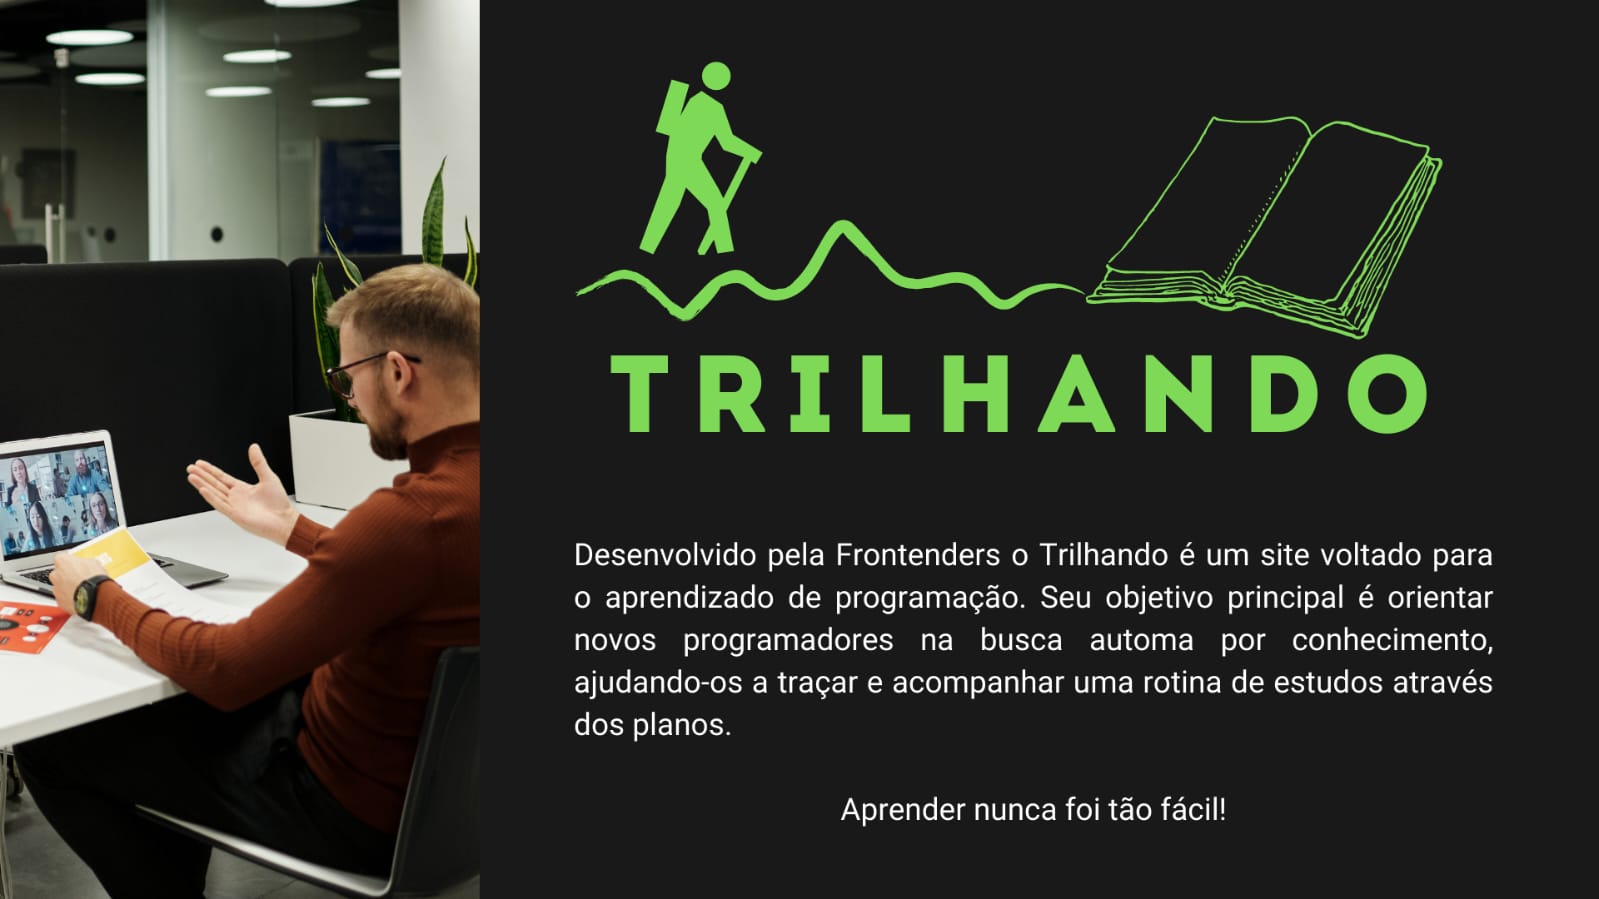 TRILHANDO
Desenvolvido pela Frontenders o Trilhando é um site voltado para
o aprendizado de programação. Seu objetivo principal é orientar
novos programadores na busca automa por conhecimento,
ajudando-os a traçar e acompanhar uma rotina de estudos através
dos planos.
Aprender nunca foi tão fácil!